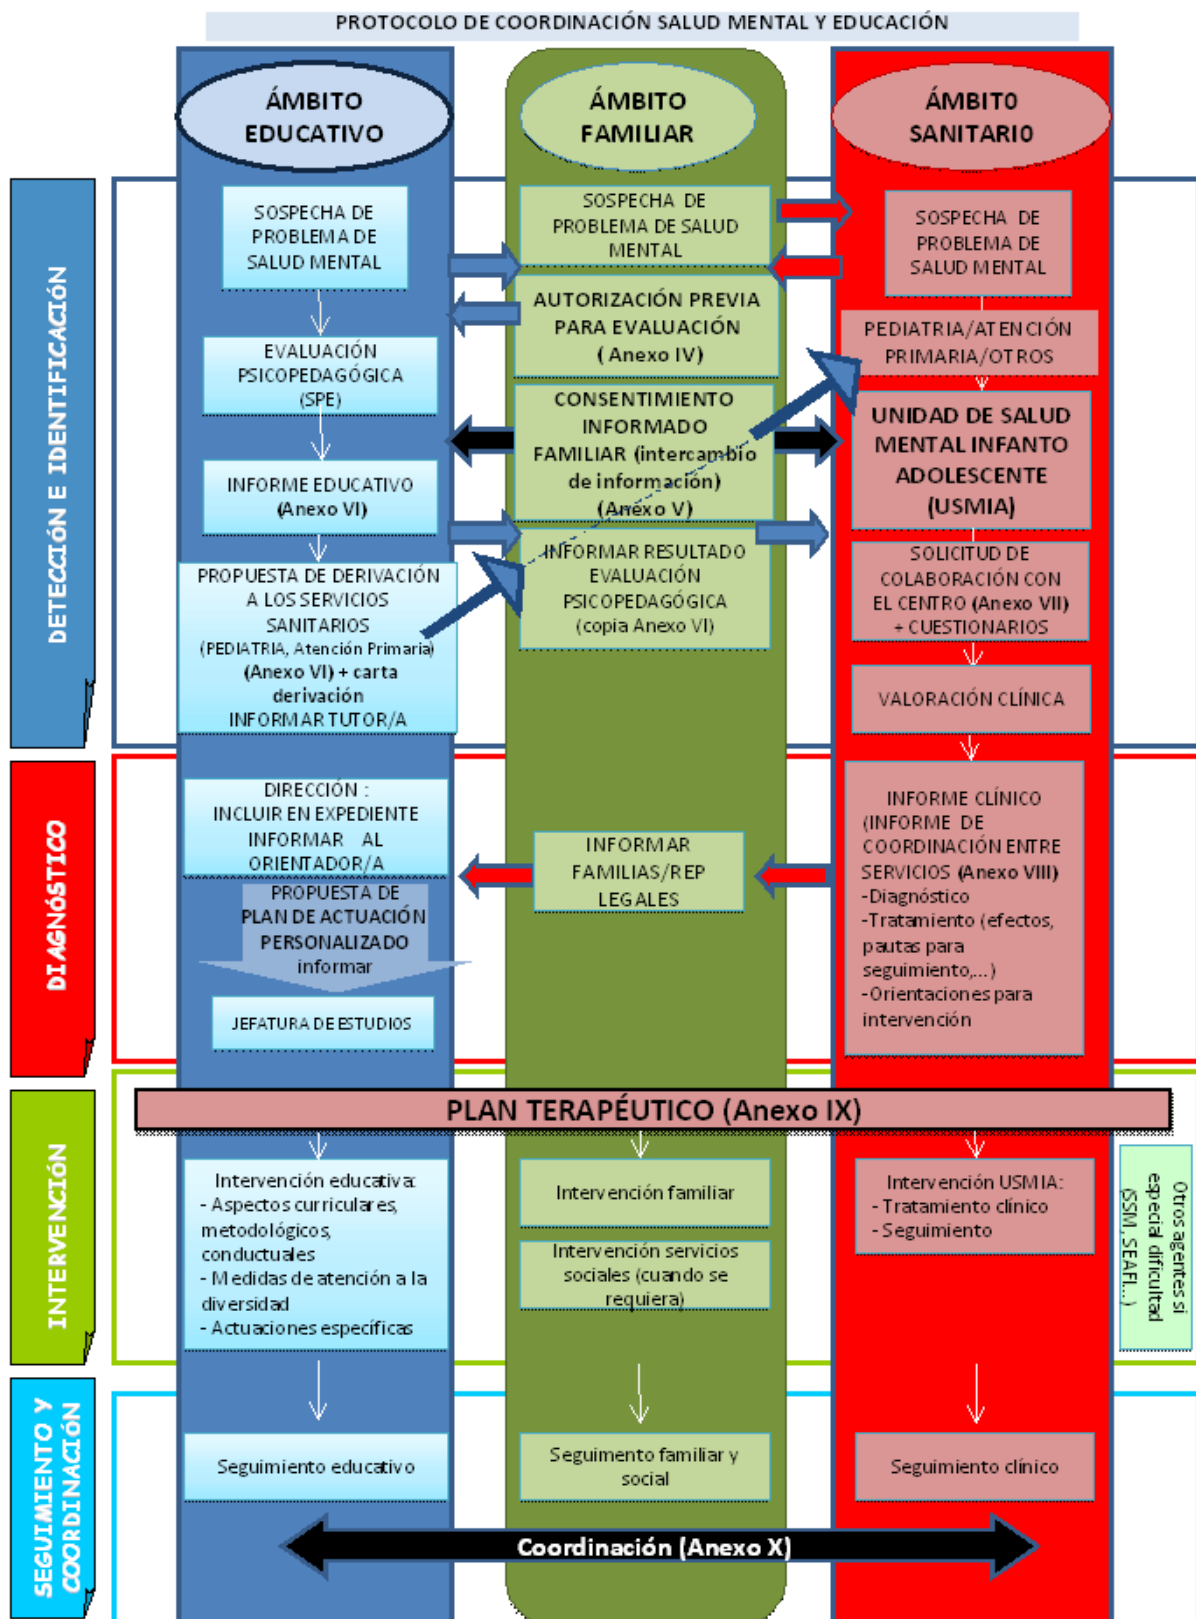 PROTOCOLO DE COORDINACIÓN SALUD MENTAL Y EDUCACIÓN
ÁMBITO
EDUCATIVO
ÁMBITO
FAMILIAR
ÁMBIT0
SANITARI0
DETECCIÓN E IDENTIFICACIÓN
SOSPECHA DE
PROBLEMA DE
SALUD MENTAL
EVALUACIÓN
PSICOPEDAGÓGICA
(SPE)
INFORME EDUCATIVO
(Anexo VI)
PROPUESTA DE DERIVACIÓN
A LOS SERVICIOS
SANITARIOS
(PEDIATRIA, Atención Primaria)
(Anexo VI) + carta
derivación
INFORMAR TUTOR/A
SOSPECHA DE
PROBLEMA DE SALUD
MENTAL
AUTORIZACIÓN PREVIA
PARA EVALUACIÓN
( Anexo IV)
CONSENTIMIENTO
INFORMADO
FAMILIAR (intercambio
de información)
(Anexo V)
INFORMAR RESULTADO
EVALUACIÓN
PSICOPEDAGÓGICA
(copia Anexo VI)
SOSPECHA DE
PROBLEMA DE
SALUD MENTAL
PEDIATRIA/ATENCIÓN
PRIMARIA/OTROS
UNIDAD DE SALUD
MENTAL INFANTO
ADOLESCENTE
(USMIA)
SOLICITUD DE
COLABORACIÓN CON
EL CENTRO (Anexo VII)
+ CUESTIONARIOS
VALORACIÓN CLÍNICA
DIAGNÓSTICO
DIRECCIÓN :
INCLUIR EN EXPEDIENTE
INFORMAR AL
ORIENTADOR/A
PROPUESTA DE
PLAN DE ACTUACIÓN
PERSONALIZADO
informar
JEFATURA DE ESTUDIOS
INFORMAR
FAMILIAS/REP
LEGALES
INFORME CLÍNICO
(INFORME DE
COORDINACIÓN ENTRE
SERVICIOS (Anexo VIII)
-Diagnóstico
-Tratamiento (efectos,
pautas para
seguimiento,...)
-Orientaciones para
intervención
INTERVENCIÓN
PLAN TERAPÉUTICO (Anexo IX)
Intervención educativa:
- Aspectos curriculares,
metodológicos,
conductuales
- Medidas de atención a la
diversidad
- Actuaciones específicas
Intervención familiar
Intervención servicios
sociales (cuando se
requiera)
Intervención USMIA:
- Tratamiento clínico
- Seguimiento
Otros agentes si
especial dificultad
(SSM, SEAFI...)
SEGUIMIENTO Y
COORDINACIÓN
Seguimiento educativo
Seguimento familiar y
social
Seguimiento clínico
Coordinación (Anexo X)